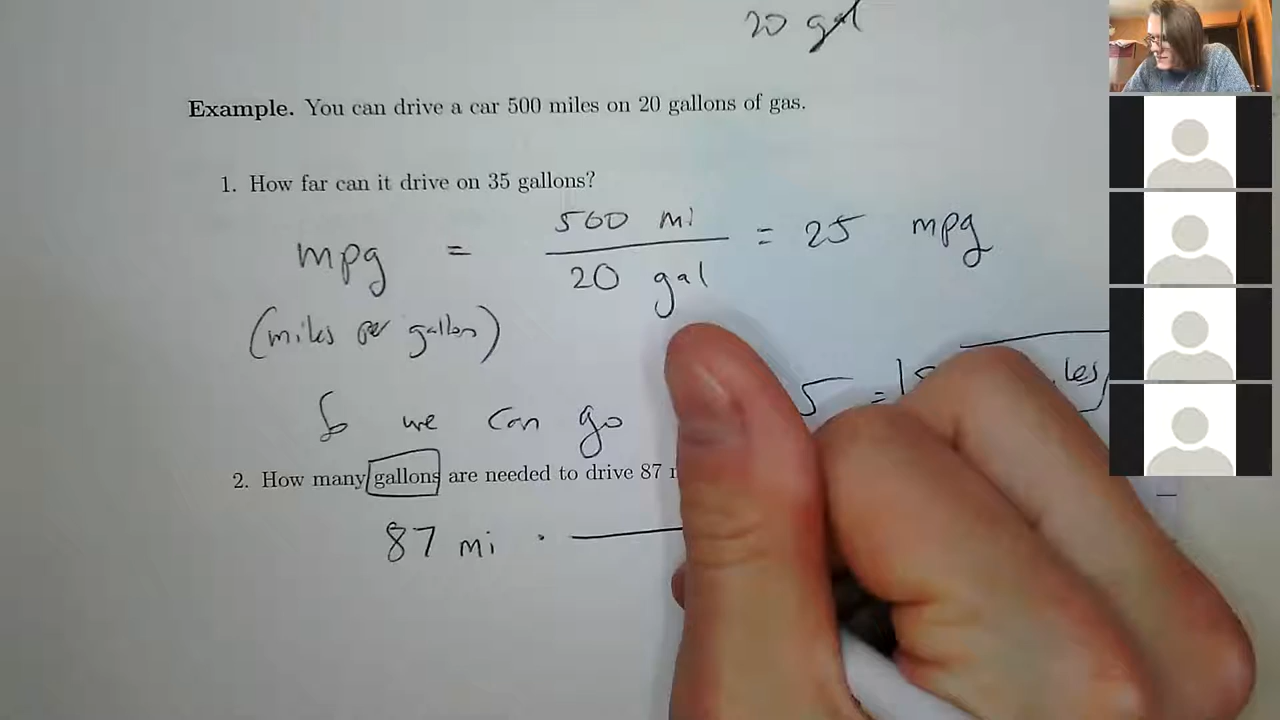 20 gal
Example. You can drive a car 500 miles on 20 gallons of gas.
1. How far can it drive on 35 gallons?
mpg = 500 mi / 20 gal = 25 mpg
(miles per gallon)
So we can go 5 =
2. How many gallons are needed to drive 87
87 mi ·